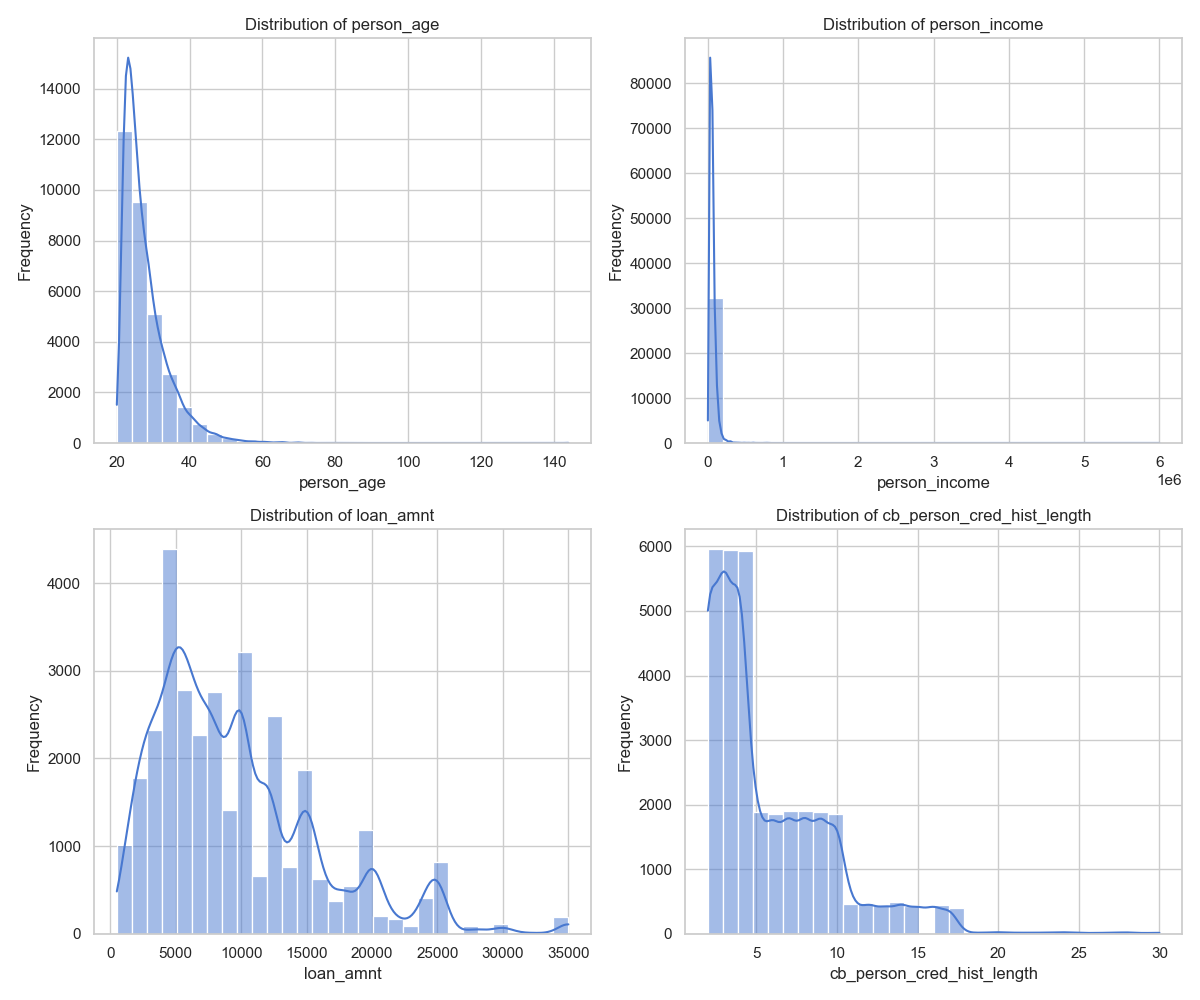 Distribution of person_age
Frequency
14000
12000
10000
8000
6000
4000
2000
0
20 40 60 80 100 120 140
person_age
Distribution of person_income
Frequency
80000
70000
60000
50000
40000
30000
20000
10000
0
0 1 2 3 4 5 6
1e6
person_income
Distribution of loan_amnt
Frequency
4000
3000
2000
1000
0
0 5000 10000 15000 20000 25000 30000 35000
loan_amnt
Distribution of cb_person_cred_hist_length
Frequency
6000
5000
4000
3000
2000
1000
0
5 10 15 20 25 30
cb_person_cred_hist_length